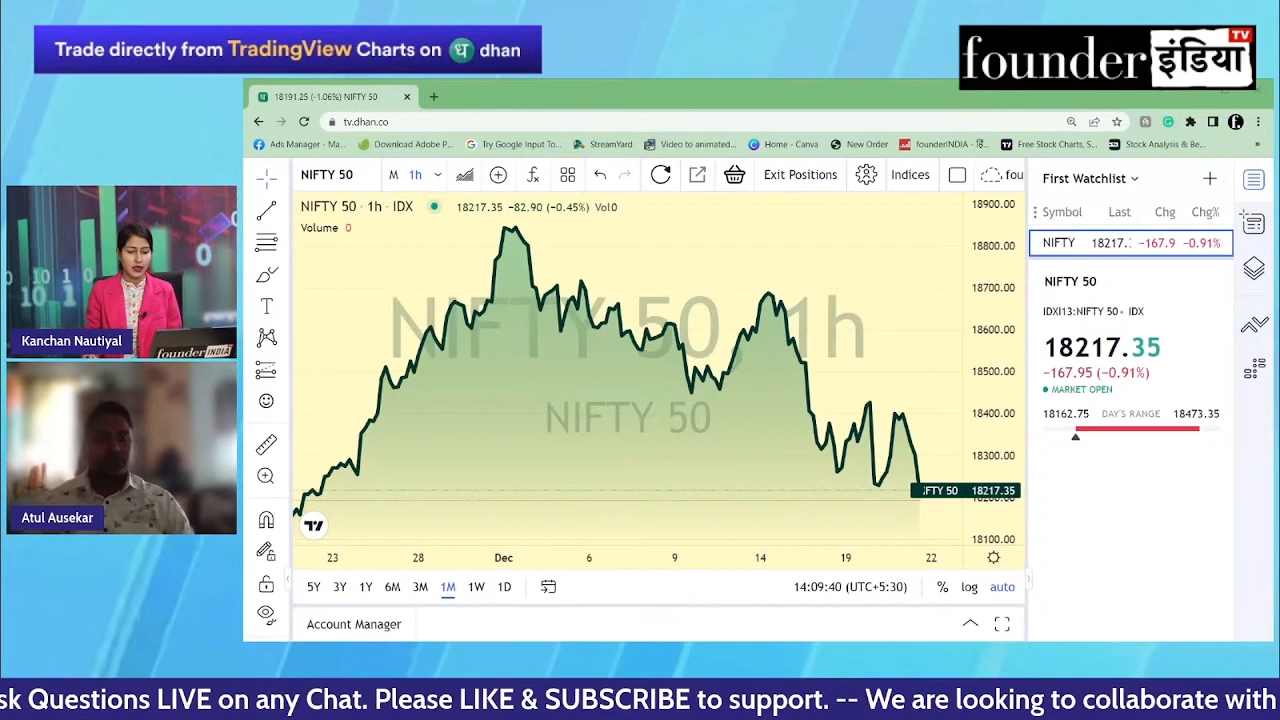 Trade directly from TradingView Charts on ध dhan
founder इंडिया TV
18191.25 (-1.06%) NIFTY 50
tv.dhan.co
Ads Manager - Ma...
Download Adobe P...
Try Google Input To...
StreamYard
Video to animated...
Home - Canva
New Order
founderINDIA - हि...
Free Stock Charts, S...
Stock Analysis & Be...
NIFTY 50
M 1h
Exit Positions
Indices
fou
NIFTY 50 · 1h · IDX
18217.35 −82.90 (−0.45%) Vol0
Volume 0
NIFTY 50, 1h
NIFTY 50
18900.00
18800.00
18700.00
18600.00
18500.00
18400.00
18300.00
FTY 50 18217.35
18200.00
18100.00
23 28 Dec 6 9 14 19 22
5Y 3Y 1Y 6M 3M 1M 1W 1D
14:09:40 (UTC+5:30)
% log auto
Account Manager
First Watchlist
Symbol Last Chg Chg%
NIFTY 18217. −167.9 −0.91%
NIFTY 50
IDXI13:NIFTY 50 · IDX
18217.35
−167.95 (−0.91%)
MARKET OPEN
18162.75 DAY'S RANGE 18473.35
Kanchan Nautiyal
founder INDIA
Atul Ausekar
sk Questions LIVE on any Chat. Please LIKE & SUBSCRIBE to support. -- We are looking to collaborate with